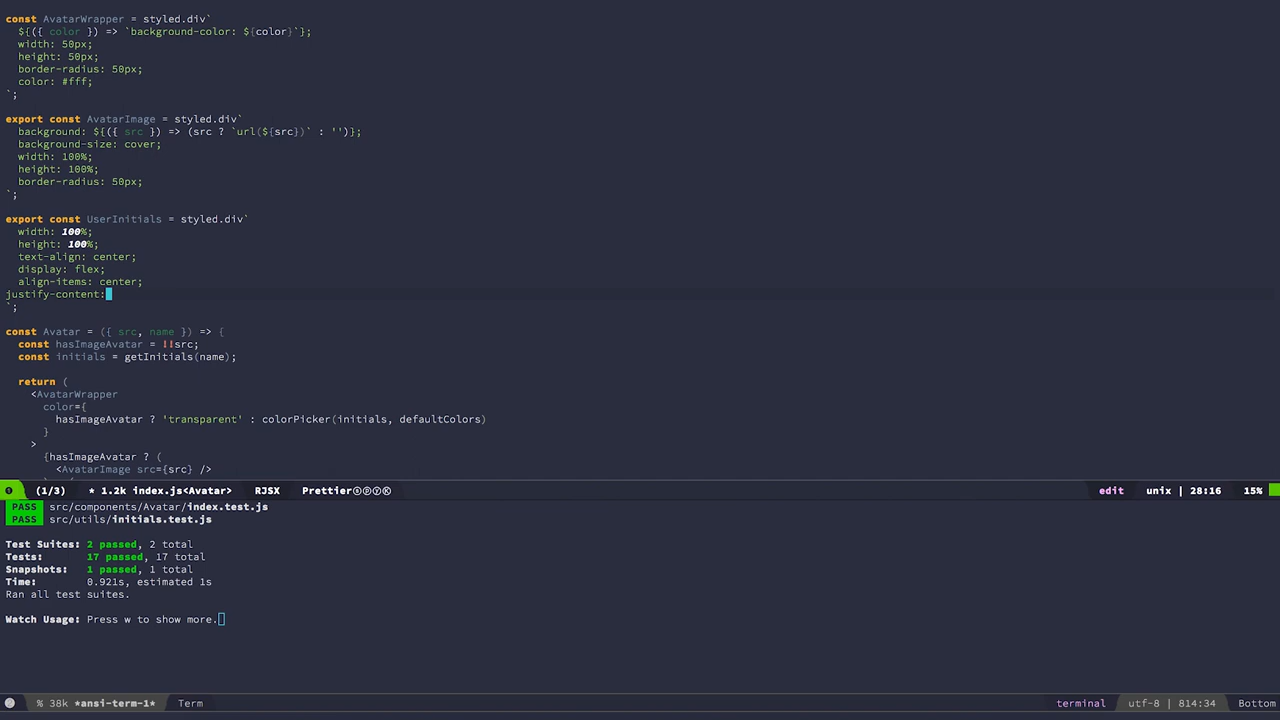 const AvatarWrapper = styled.div`
  ${({ color }) => `background-color: ${color}`};
  width: 50px;
  height: 50px;
  border-radius: 50px;
  color: #fff;
`;
export const AvatarImage = styled.div`
  background: ${({ src }) => (src ? `url(${src})` : '')};
  background-size: cover;
  width: 100%;
  height: 100%;
  border-radius: 50px;
`;
export const UserInitials = styled.div`
  width: 100%;
  height: 100%;
  text-align: center;
  display: flex;
  align-items: center;
justify-content:
`;
const Avatar = ({ src, name }) => {
  const hasImageAvatar = !!src;
  const initials = getInitials(name);
  return (
    <AvatarWrapper
      color={
        hasImageAvatar ? 'transparent' : colorPicker(initials, defaultColors)
      }
    >
      {hasImageAvatar ? (
        <AvatarImage src={src} />
(1/3) * 1.2k index.js<Avatar> RJSX Prettierⓢⓟⓨⓚ edit unix | 28:16 15%
PASS src/components/Avatar/index.test.js
PASS src/utils/initials.test.js
Test Suites: 2 passed, 2 total
Tests: 17 passed, 17 total
Snapshots: 1 passed, 1 total
Time: 0.921s, estimated 1s
Ran all test suites.
Watch Usage: Press w to show more.
% 38k *ansi-term-1* Term terminal utf-8 | 814:34 Bottom